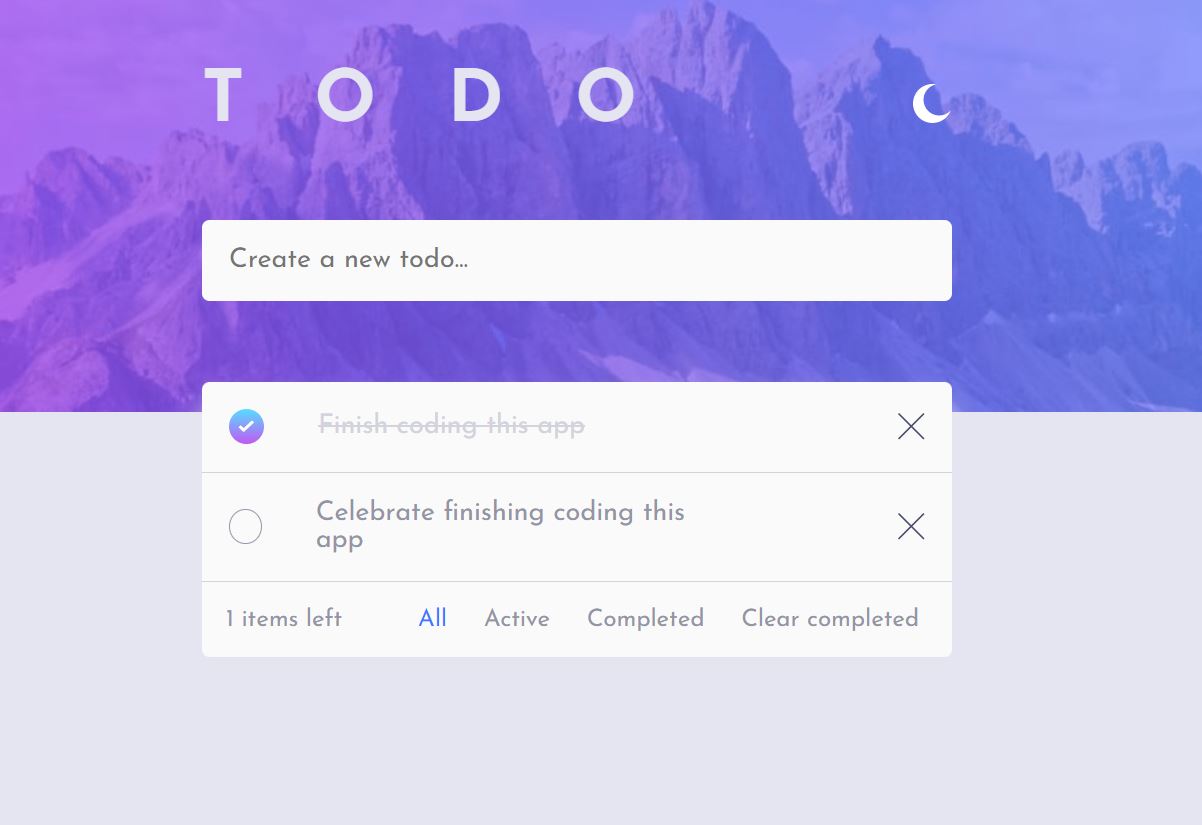 TODO
Create a new todo...
Finish coding this app
Celebrate finishing coding this
app
1 items left All Active Completed Clear completed